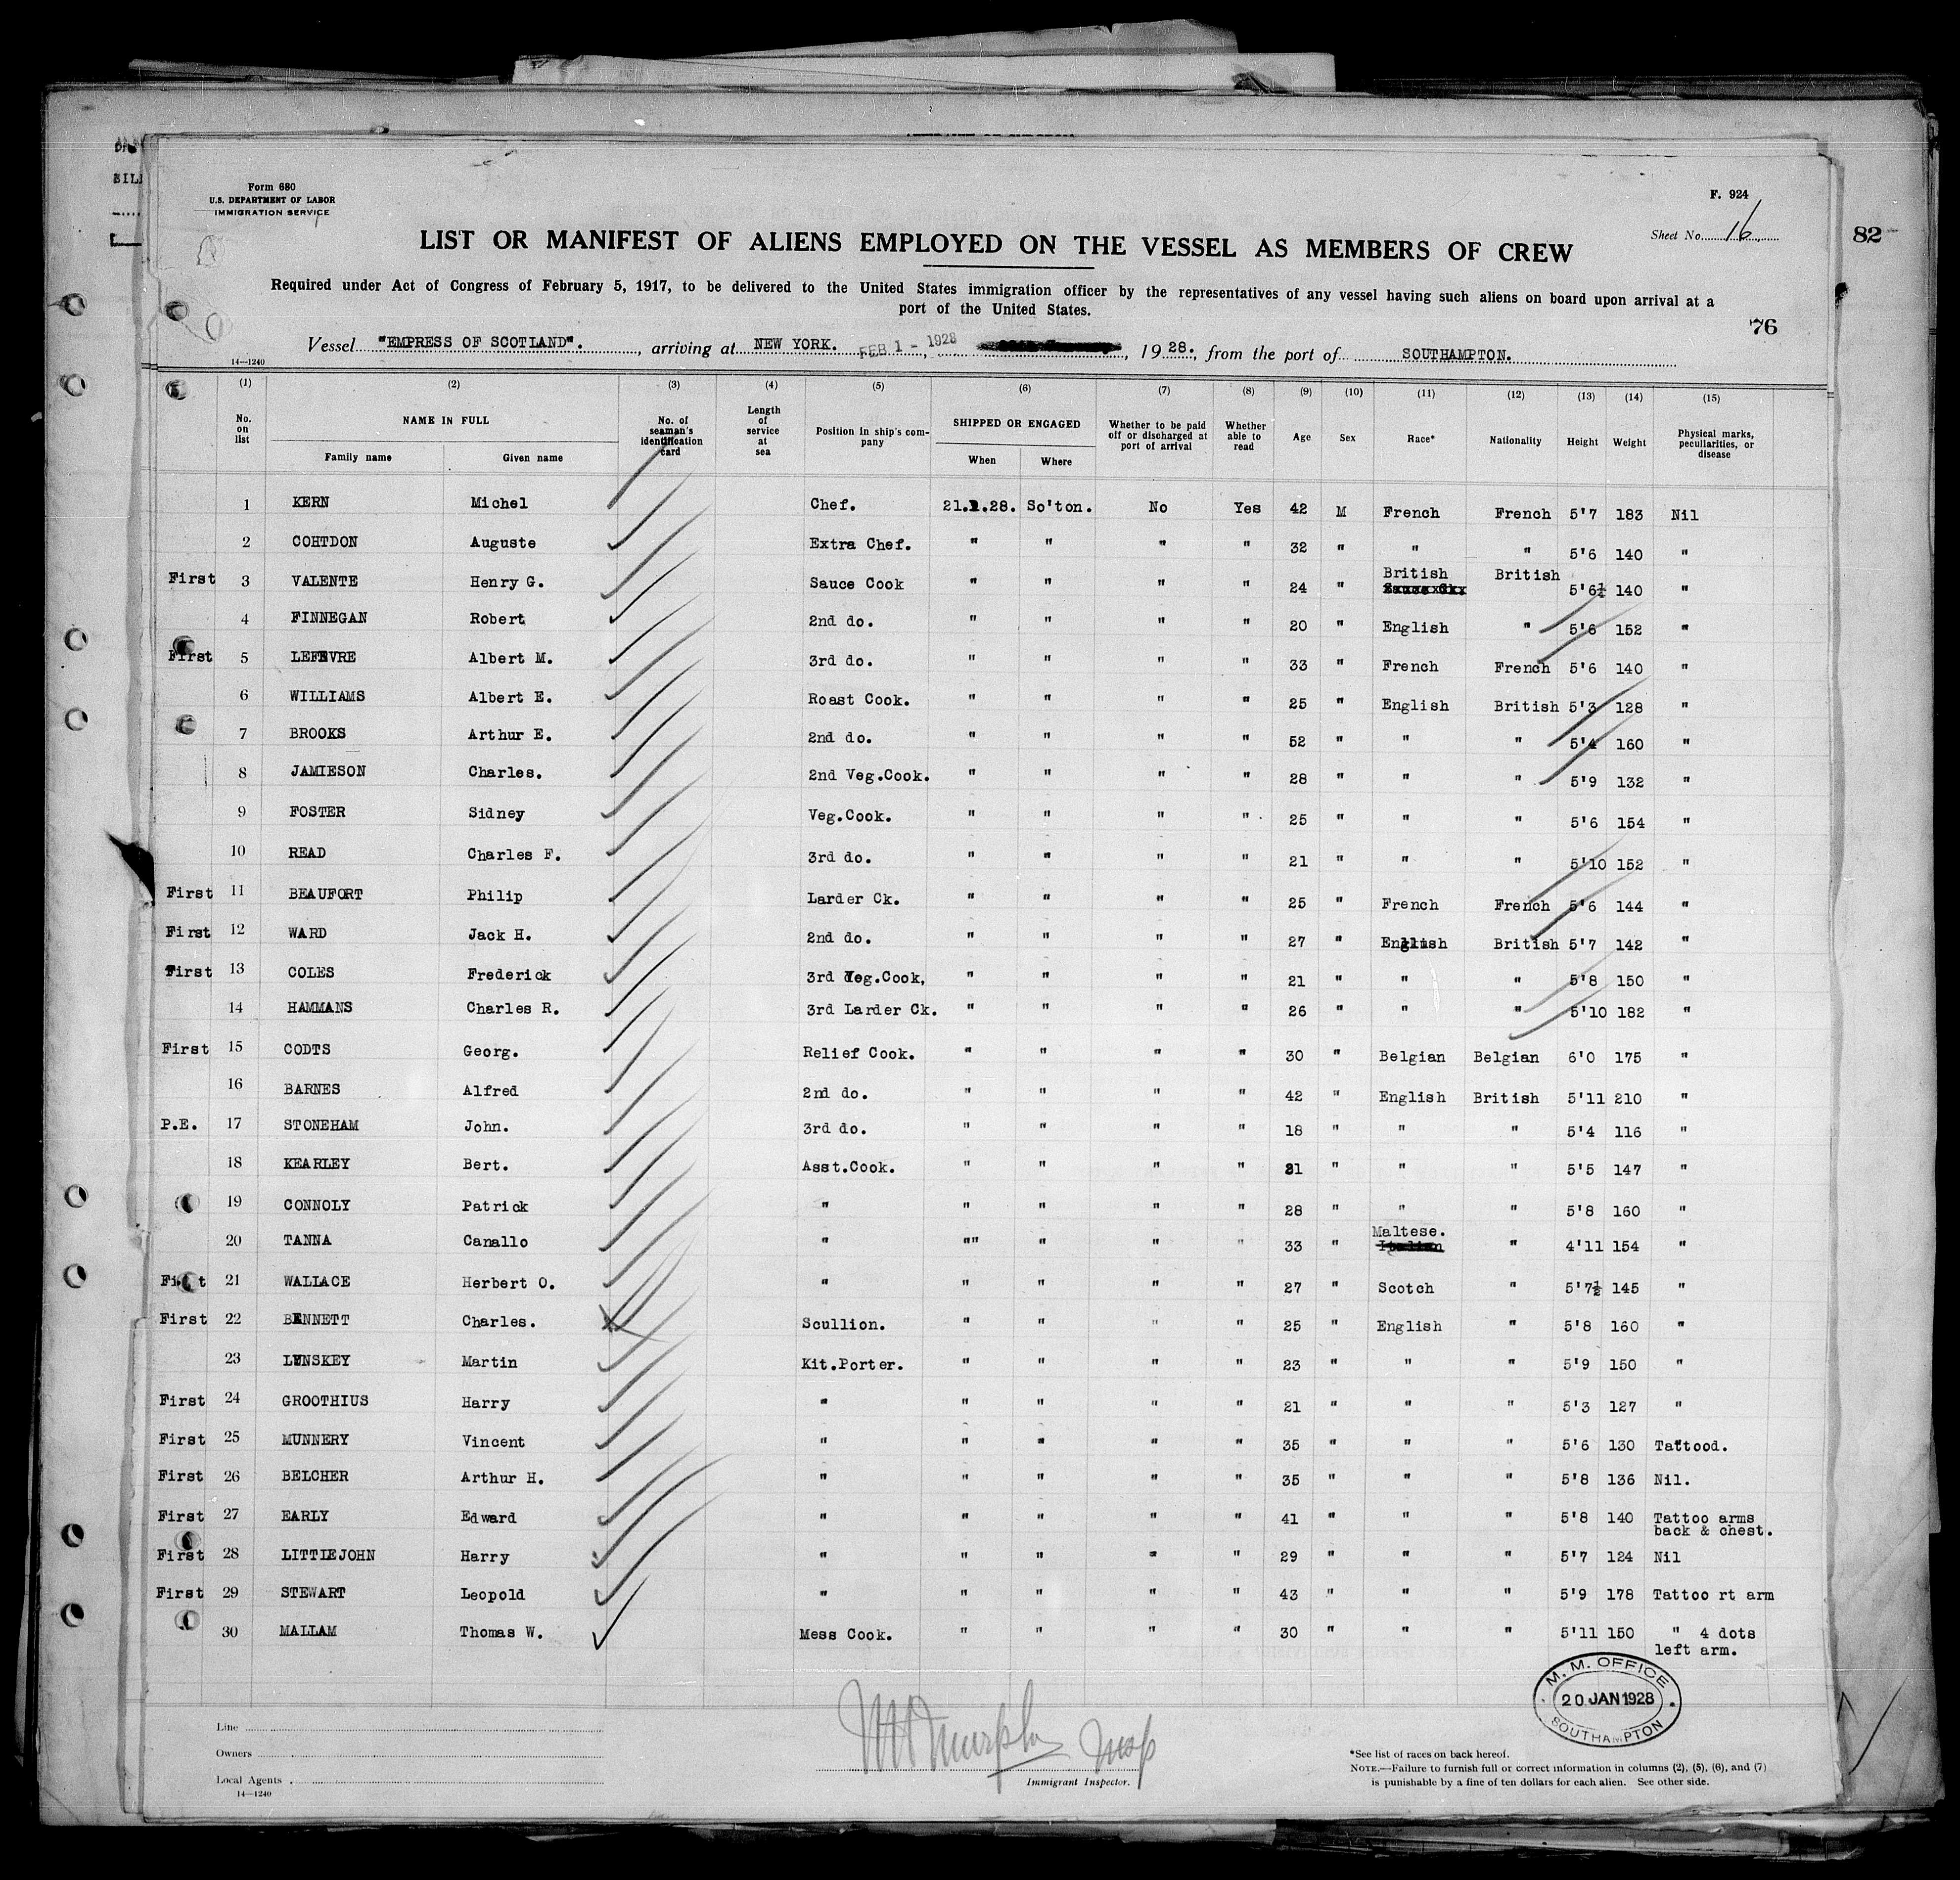 Form 680
U.S. DEPARTMENT OF LABOR
IMMIGRATION SERVICE
F. 924
Sheet No. 16
82
LIST OR MANIFEST OF ALIENS EMPLOYED ON THE VESSEL AS MEMBERS OF CREW
Required under Act of Congress of February 5, 1917, to be delivered to the United States immigration officer by the representatives of any vessel having such aliens on board upon arrival at a
port of the United States.
76
Vessel "EMPRESS OF SCOTLAND"., arriving at NEW YORK. FEB 1 - 1928, 1928., from the port of SOUTHAMPTON.
14—1240
(1) (2) (3) (4) (5) (6) (7) (8) (9) (10) (11) (12) (13) (14) (15)
No. on list NAME IN FULL Family name Given name No. of seaman's identification card Length of service at sea Position in ship's company SHIPPED OR ENGAGED When Where Whether to be paid off or discharged at port of arrival Whether able to read Age Sex Race* Nationality Height Weight Physical marks, peculiarities, or disease
1 KERN Michel Chef. 21. .28. So'ton. No Yes 42 M French French 5'7 183 Nil
2 COHTDON Auguste Extra Chef. " " " " 32 " " " 5'6 140 "
First 3 VALENTE Henry G. Sauce Cook " " " " 24 " British British 5'6½ 140 "
4 FINNEGAN Robert 2nd do. " " " " 20 " English " 5'6 152 "
First 5 LEFEVRE Albert M. 3rd do. " " " " 33 " French French 5'6 140 "
6 WILLIAMS Albert E. Roast Cook. " " " " 25 " English British 5'3 128 "
7 BROOKS Arthur E. 2nd do. " " " " 52 " " " 5'4 160 "
8 JAMIESON Charles. 2nd Veg.Cook. " " " " 28 " " " 5'9 132 "
9 FOSTER Sidney Veg.Cook. " " " " 25 " " " 5'6 154 "
10 READ Charles F. 3rd do. " " " " 21 " " " 5'10 152 "
First 11 BEAUFORT Philip Larder Ck. " " " " 25 " French French 5'6 144 "
First 12 WARD Jack H. 2nd do. " " " " 27 " English British 5'7 142 "
First 13 COLES Frederick 3rd Veg.Cook, " " " " 21 " " " 5'8 150 "
14 HAMMANS Charles R. 3rd Larder Ck. " " " " 26 " " " 5'10 182 "
First 15 CODTS Georg. Relief Cook. " " " " 30 " Belgian Belgian 6'0 175 "
16 BARNES Alfred 2nd do. " " " " 42 " English British 5'11 210 "
P.E. 17 STONEHAM John. 3rd do. " " " " 18 " " " 5'4 116 "
18 KEARLEY Bert. Asst.Cook. " " " " 21 " " " 5'5 147 "
19 CONNOLY Patrick " " " " " 28 " " " 5'8 160 "
20 TANNA Canallo " "" " " " 33 " Maltese. " 4'11 154 "
First 21 WALLACE Herbert O. " " " " " 27 " Scotch " 5'7½ 145 "
First 22 BENNETT Charles. Scullion. " " " " 25 " English " 5'8 160 "
23 LYNSKEY Martin Kit.Porter. " " " " 23 " " " 5'9 150 "
First 24 GROOTHIUS Harry " " " " " 21 " " " 5'3 127 "
First 25 MUNNERY Vincent " " " " " 35 " " " 5'6 130 Tattood.
First 26 BELCHER Arthur H. " " " " " 35 " " " 5'8 136 Nil.
First 27 EARLY Edward " " " " " 41 " " " 5'8 140 Tattoo arms
back & chest.
First 28 LITTLEJOHN Harry " " " " " 29 " " " 5'7 124 Nil
First 29 STEWART Leopold " " " " " 43 " " " 5'9 178 Tattoo rt arm
30 MALLAM Thomas W. Mess Cook. " " " " 30 " " " 5'11 150 " 4 dots
left arm.
M. M. OFFICE
20 JAN 1928
SOUTHAMPTON
Line
Owners
Local Agents
14—1240
Murphy Insp
Immigrant Inspector.
*See list of races on back hereof.
NOTE.—Failure to furnish full or correct information in columns (2), (5), (6), and (7)
is punishable by a fine of ten dollars for each alien. See other side.